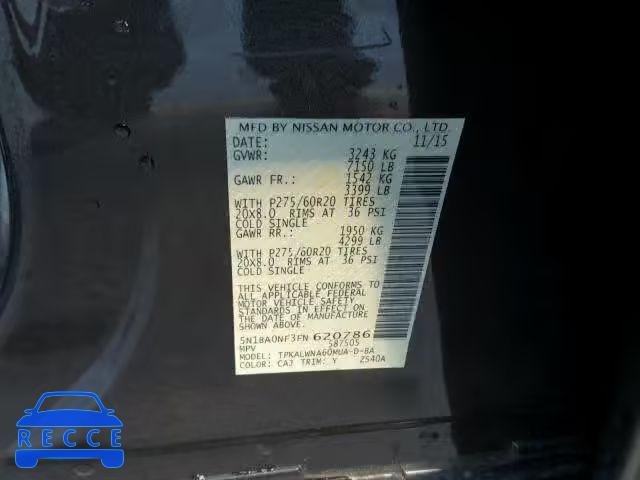 MFD BY NISSAN MOTOR CO., LTD.
DATE: 11/15
GVWR: 3243 KG
7150 LB
GAWR FR.: 1542 KG
3399 LB
WITH P275/60R20 TIRES
20X8.0 RIMS AT 36 PSI
COLD SINGLE
GAWR RR.: 1950 KG
4299 LB
WITH P275/60R20 TIRES
20X8.0 RIMS AT 36 PSI
COLD SINGLE
THIS VEHICLE CONFORMS TO
ALL APPLICABLE FEDERAL
MOTOR VEHICLE SAFETY
STANDARDS IN EFFECT ON
THE DATE OF MANUFACTURE
SHOWN ABOVE.
5N1BA0NF3FN 620786
MPV 587505
TPKALWNA60MUA-D-BA
COLOR: CAJ TRIM: Y ZS40A
RECCE